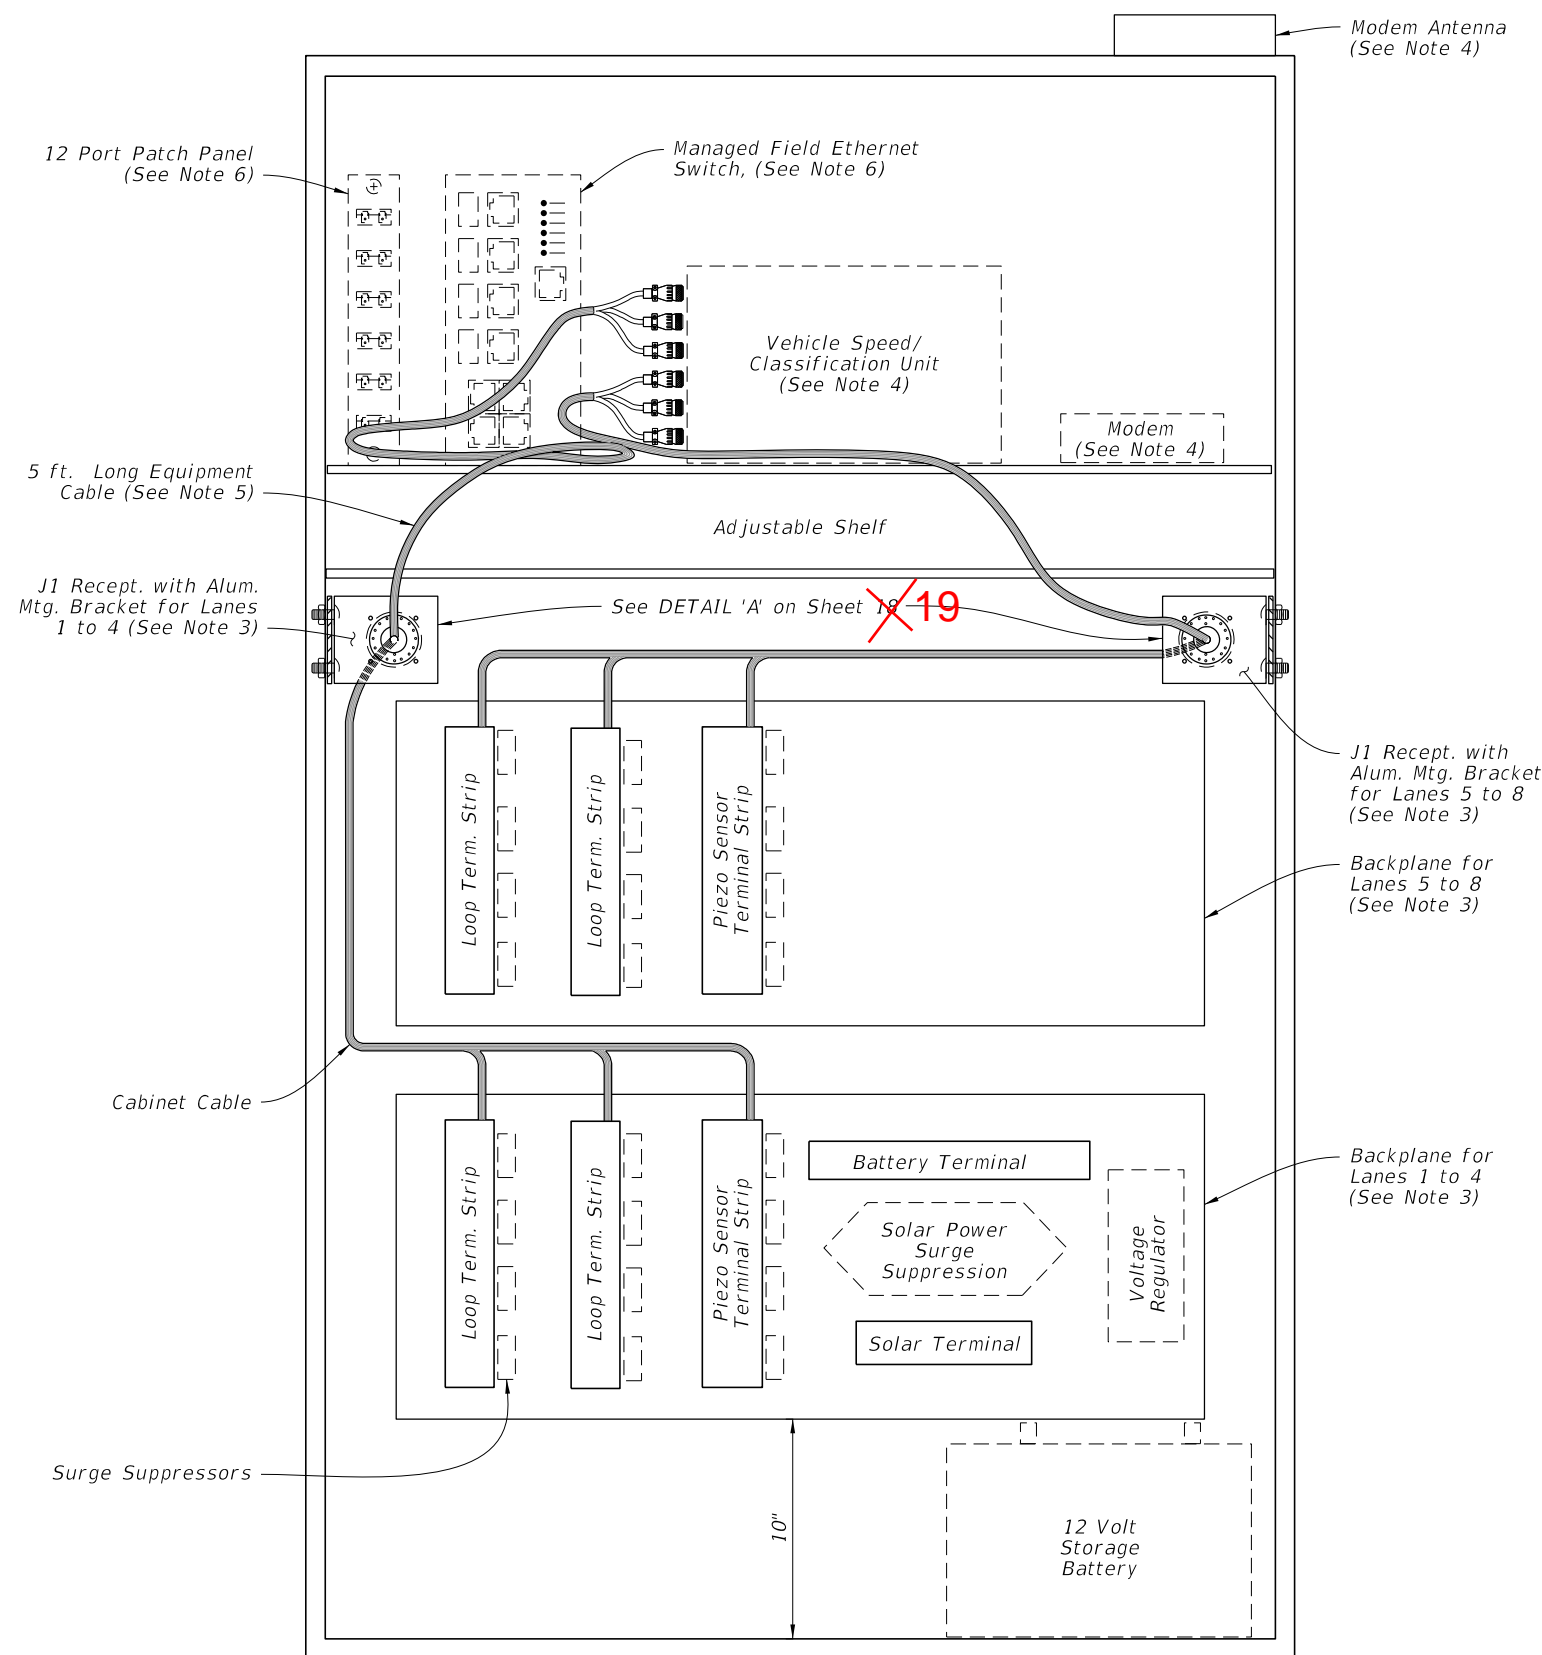 Modem Antenna
(See Note 4)
12 Port Patch Panel
(See Note 6)
Managed Field Ethernet
Switch, (See Note 6)
Vehicle Speed/
Classification Unit
(See Note 4)
Modem
(See Note 4)
5 ft. Long Equipment
Cable (See Note 5)
Adjustable Shelf
J1 Recept. with Alum.
Mtg. Bracket for Lanes
1 to 4 (See Note 3)
See DETAIL 'A' on Sheet 18 19
J1 Recept. with
Alum. Mtg. Bracket
for Lanes 5 to 8
(See Note 3)
Loop Term. Strip
Loop Term. Strip
Piezo Sensor
Terminal Strip
Backplane for
Lanes 5 to 8
(See Note 3)
Cabinet Cable
Loop Term. Strip
Loop Term. Strip
Piezo Sensor
Terminal Strip
Battery Terminal
Solar Power
Surge
Suppression
Solar Terminal
Voltage
Regulator
Backplane for
Lanes 1 to 4
(See Note 3)
Surge Suppressors
10"
12 Volt
Storage
Battery